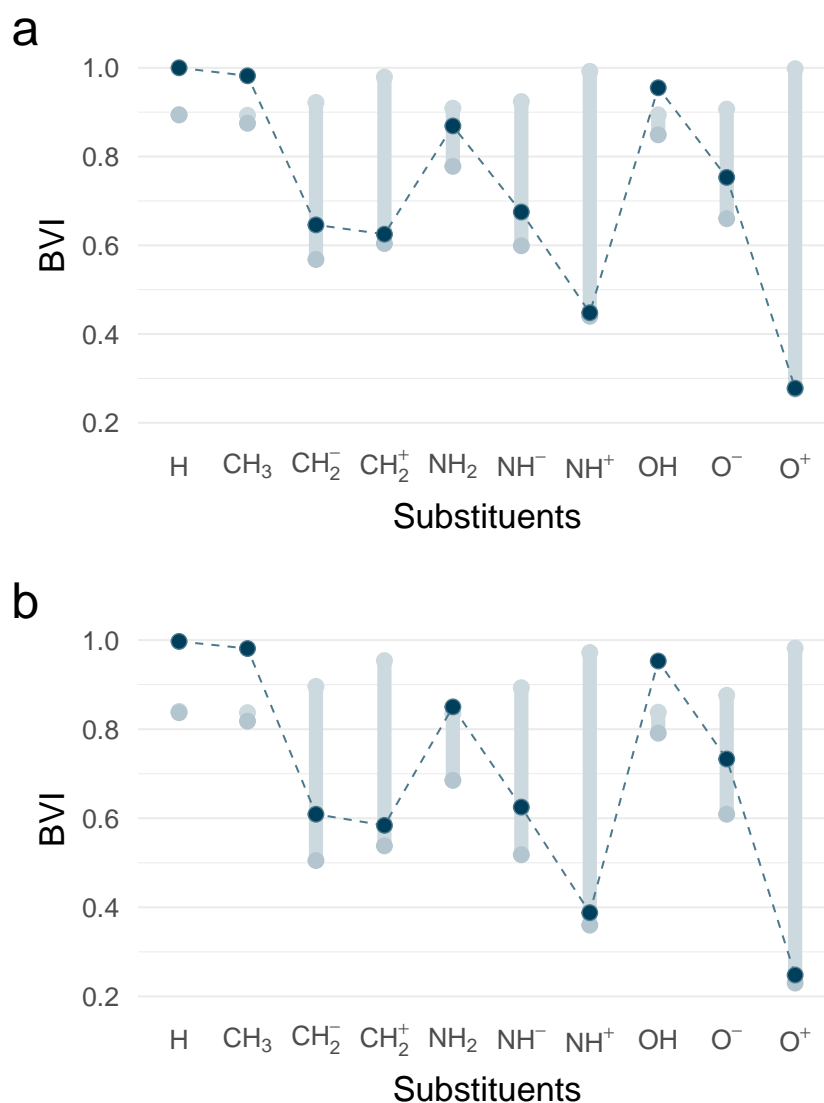 a
1.0
0.8
0.6
0.4
0.2
BVI
H CH₃ CH₂⁻ CH₂⁺ NH₂ NH⁻ NH⁺ OH O⁻ O⁺
Substituents
b
1.0
0.8
0.6
0.4
0.2
BVI
H CH₃ CH₂⁻ CH₂⁺ NH₂ NH⁻ NH⁺ OH O⁻ O⁺
Substituents